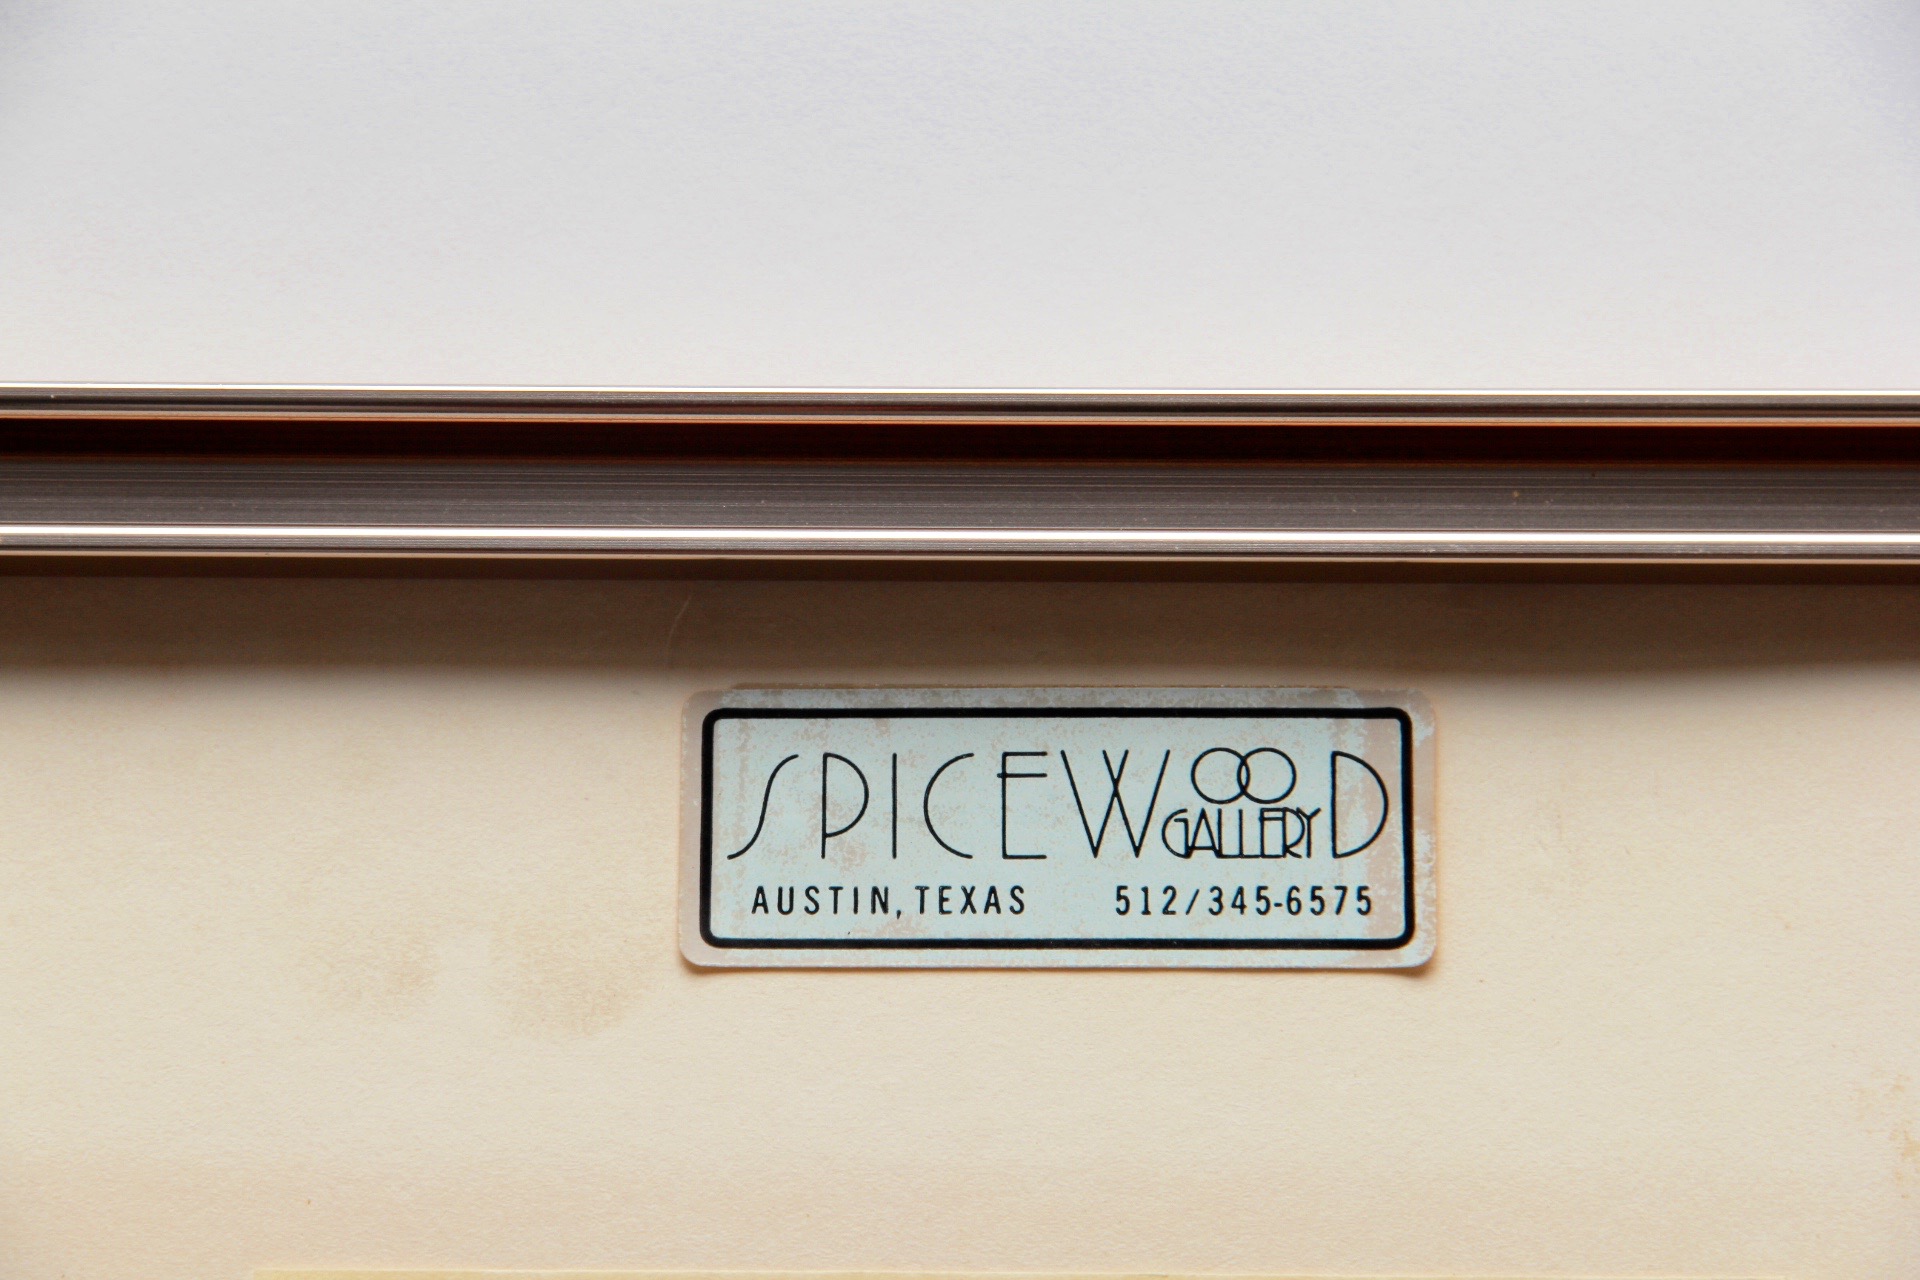 SPICEWOOD
GALLERY
AUSTIN, TEXAS 512/345-6575